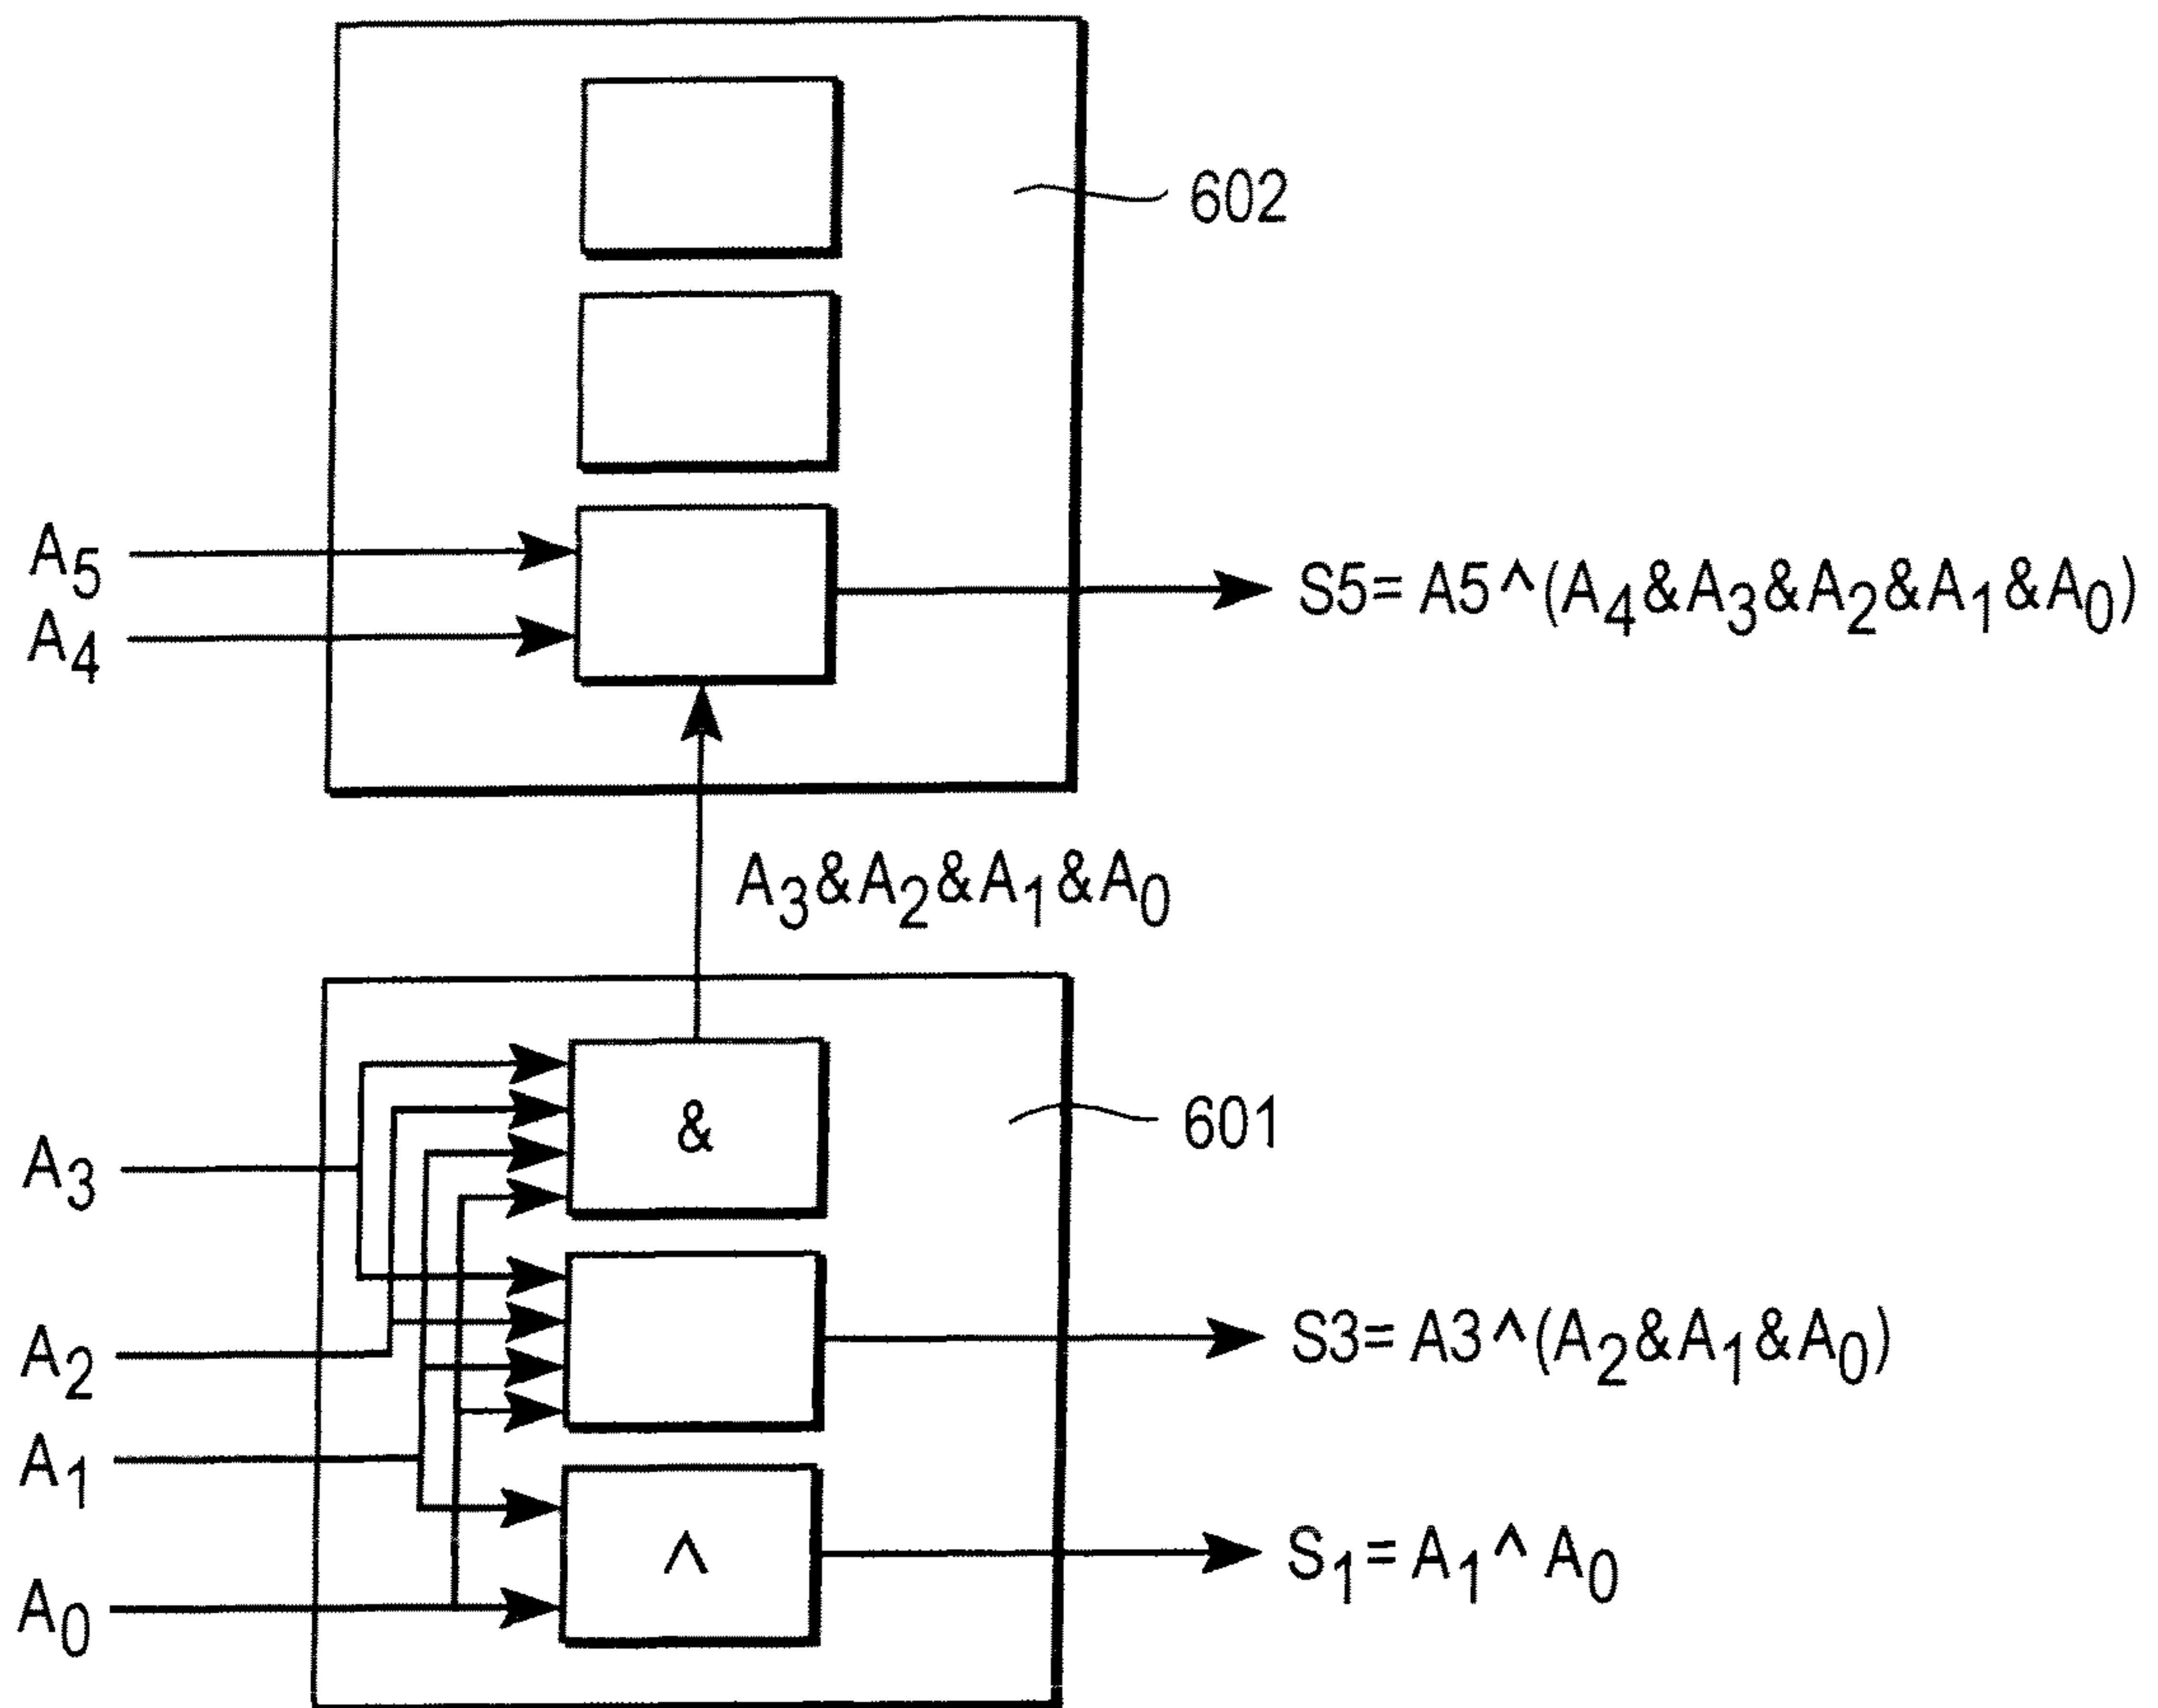 602
A₅
S5= A5^(A₄&A₃&A₂&A₁&A₀)
A₄
A₃&A₂&A₁&A₀
&
601
A₃
A₂
S3= A3^(A₂&A₁&A₀)
A₁
^
S₁= A₁^A₀
A₀